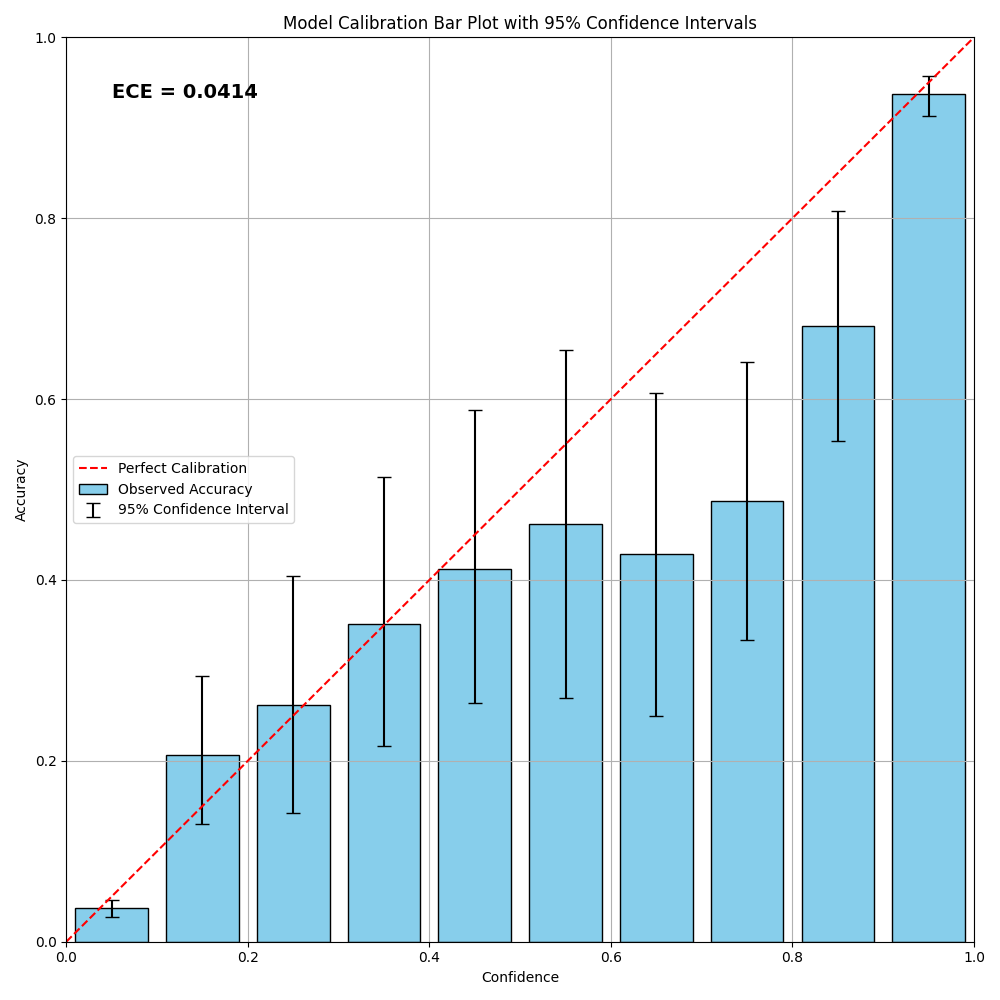 Model Calibration Bar Plot with 95% Confidence Intervals
1.0
ECE = 0.0414
0.8
0.6
Perfect Calibration
Observed Accuracy
95% Confidence Interval
Accuracy
0.4
0.2
0.0
0.0 0.2 0.4 0.6 0.8 1.0
Confidence